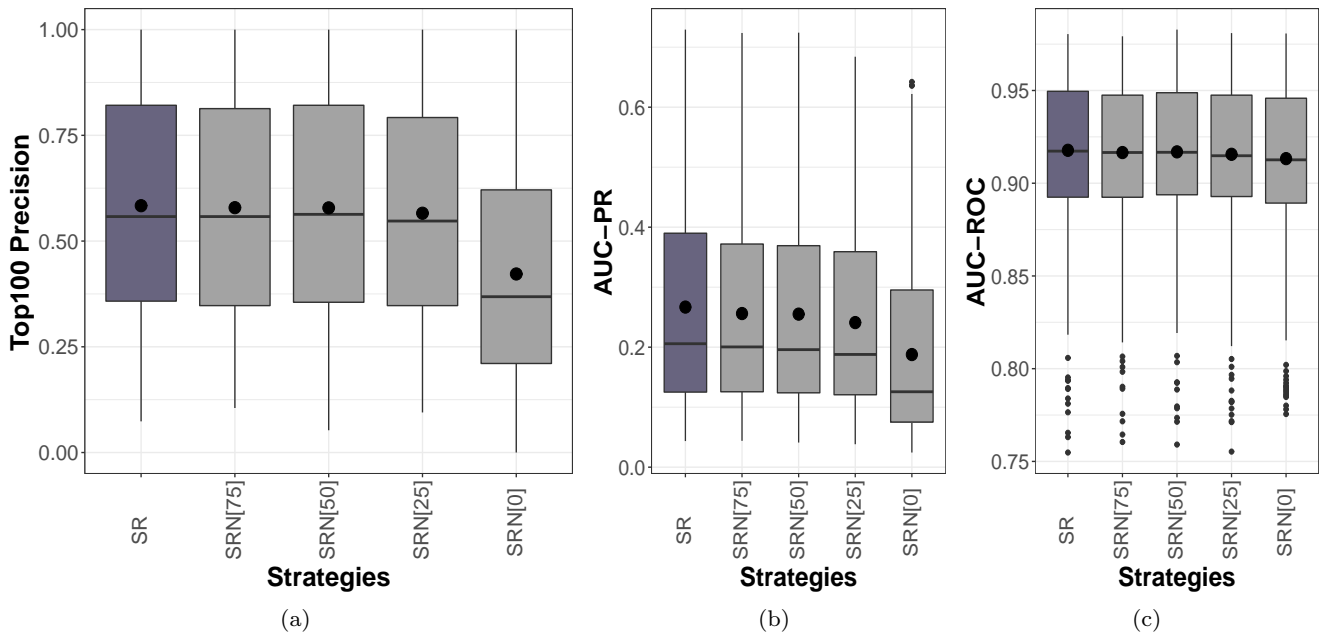 Top100 Precision
1.00
0.75
0.50
0.25
0.00
SR
SRN[75]
SRN[50]
SRN[25]
SRN[0]
Strategies
(a)
AUC−PR
0.6
0.4
0.2
0.0
SR
SRN[75]
SRN[50]
SRN[25]
SRN[0]
Strategies
(b)
AUC−ROC
0.95
0.90
0.85
0.80
0.75
SR
SRN[75]
SRN[50]
SRN[25]
SRN[0]
Strategies
(c)